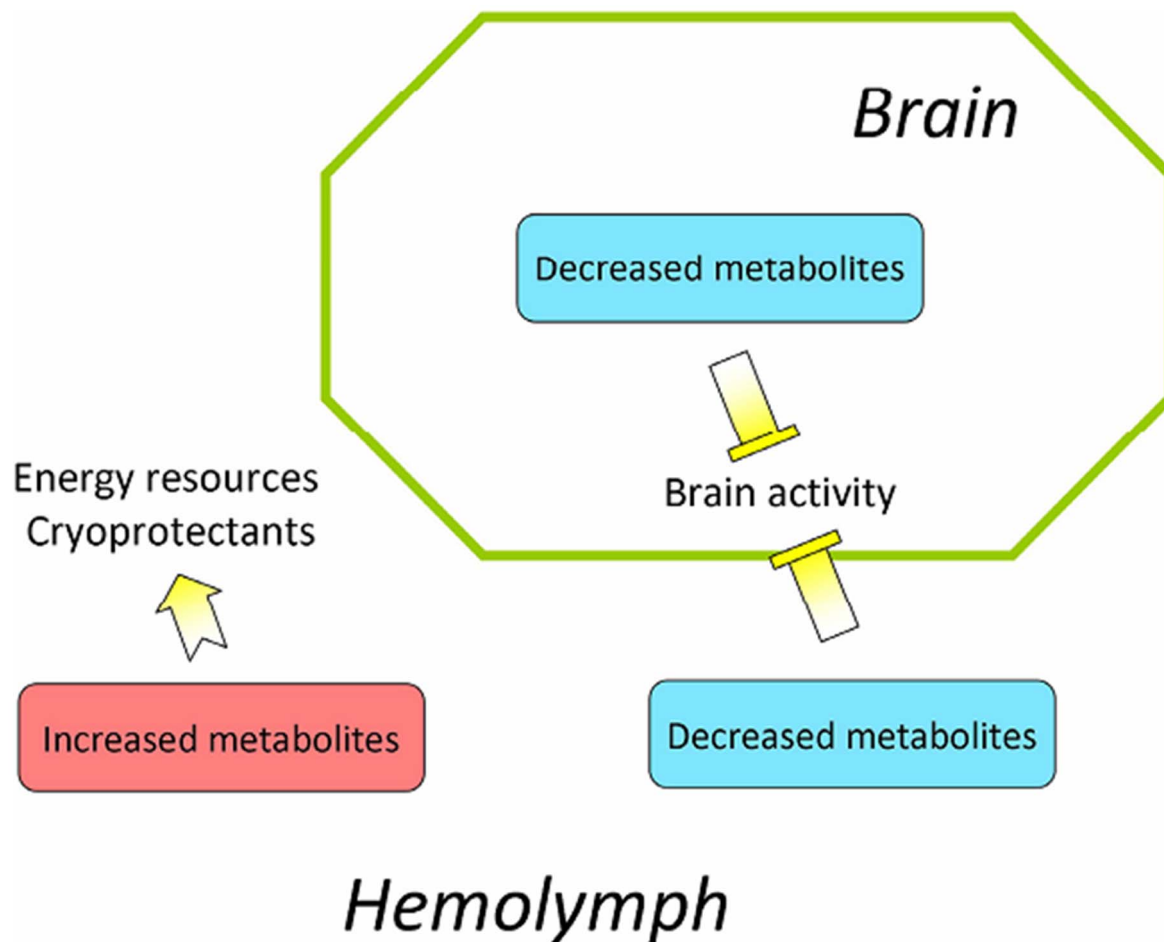 Brain
Decreased metabolites
Energy resources
Cryoprotectants
Brain activity
Increased metabolites
Decreased metabolites
Hemolymph